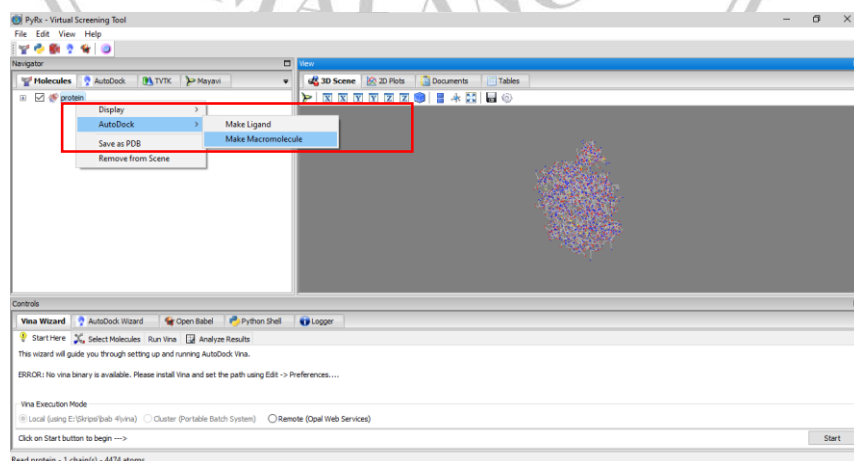 PyRx - Virtual Screening Tool
File Edit View Help
Navigator
View
Molecules AutoDock TVTK Mayavi
3D Scene 2D Plots Documents Tables
protein
X X Y Y Z Z
Display
AutoDock
Make Ligand
Save as PDB
Make Macromolecule
Remove from Scene
Controls
Vina Wizard AutoDock Wizard Open Babel Python Shell Logger
Start Here Select Molecules Run Vina Analyze Results
This wizard will guide you through setting up and running AutoDock Vina.
ERROR: No vina binary is available. Please install Vina and set the path using Edit -> Preferences....
Vina Execution Mode
Local (using E:\Skripsi\bab 4\vina) Cluster (Portable Batch System) Remote (Opal Web Services)
Click on Start button to begin --->
Start
Read protein - 1 chain(s) - 4474 atoms